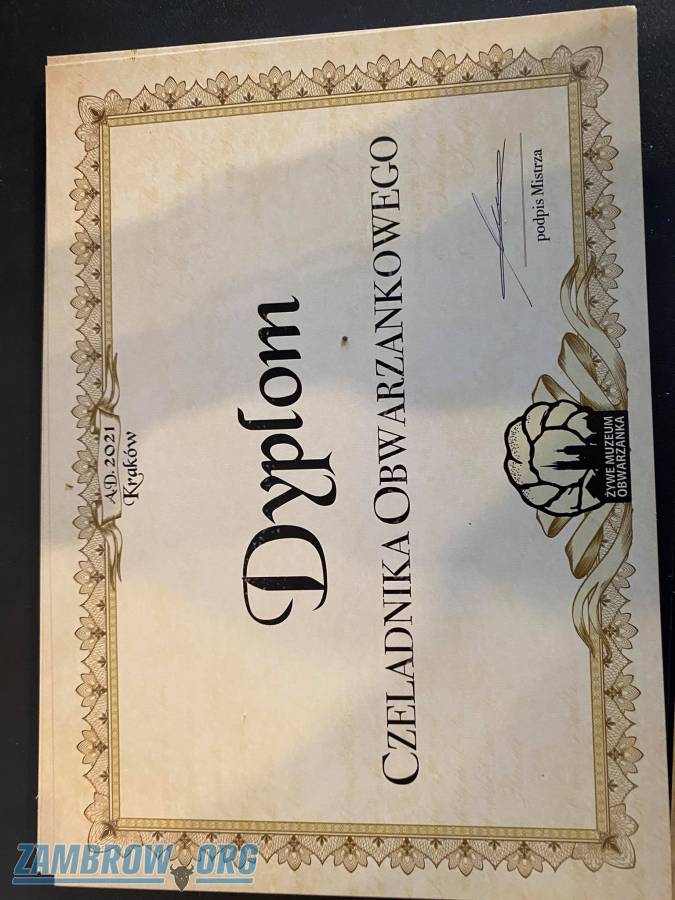 A.D. 2021
Kraków
Dyplom
CZELADNIKA OBWARZANKOWEGO
podpis Mistrza
ŻYWE MUZEUM
OBWARZANKA
ZAMBROW.ORG